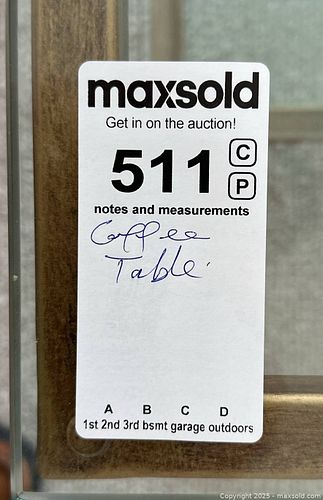 maxsold
Get in on the auction!
511 C
P
notes and measurements
Coffee
Table
A B C D
1st 2nd 3rd bsmt garage outdoors
Copyright 2025 - maxsold.com